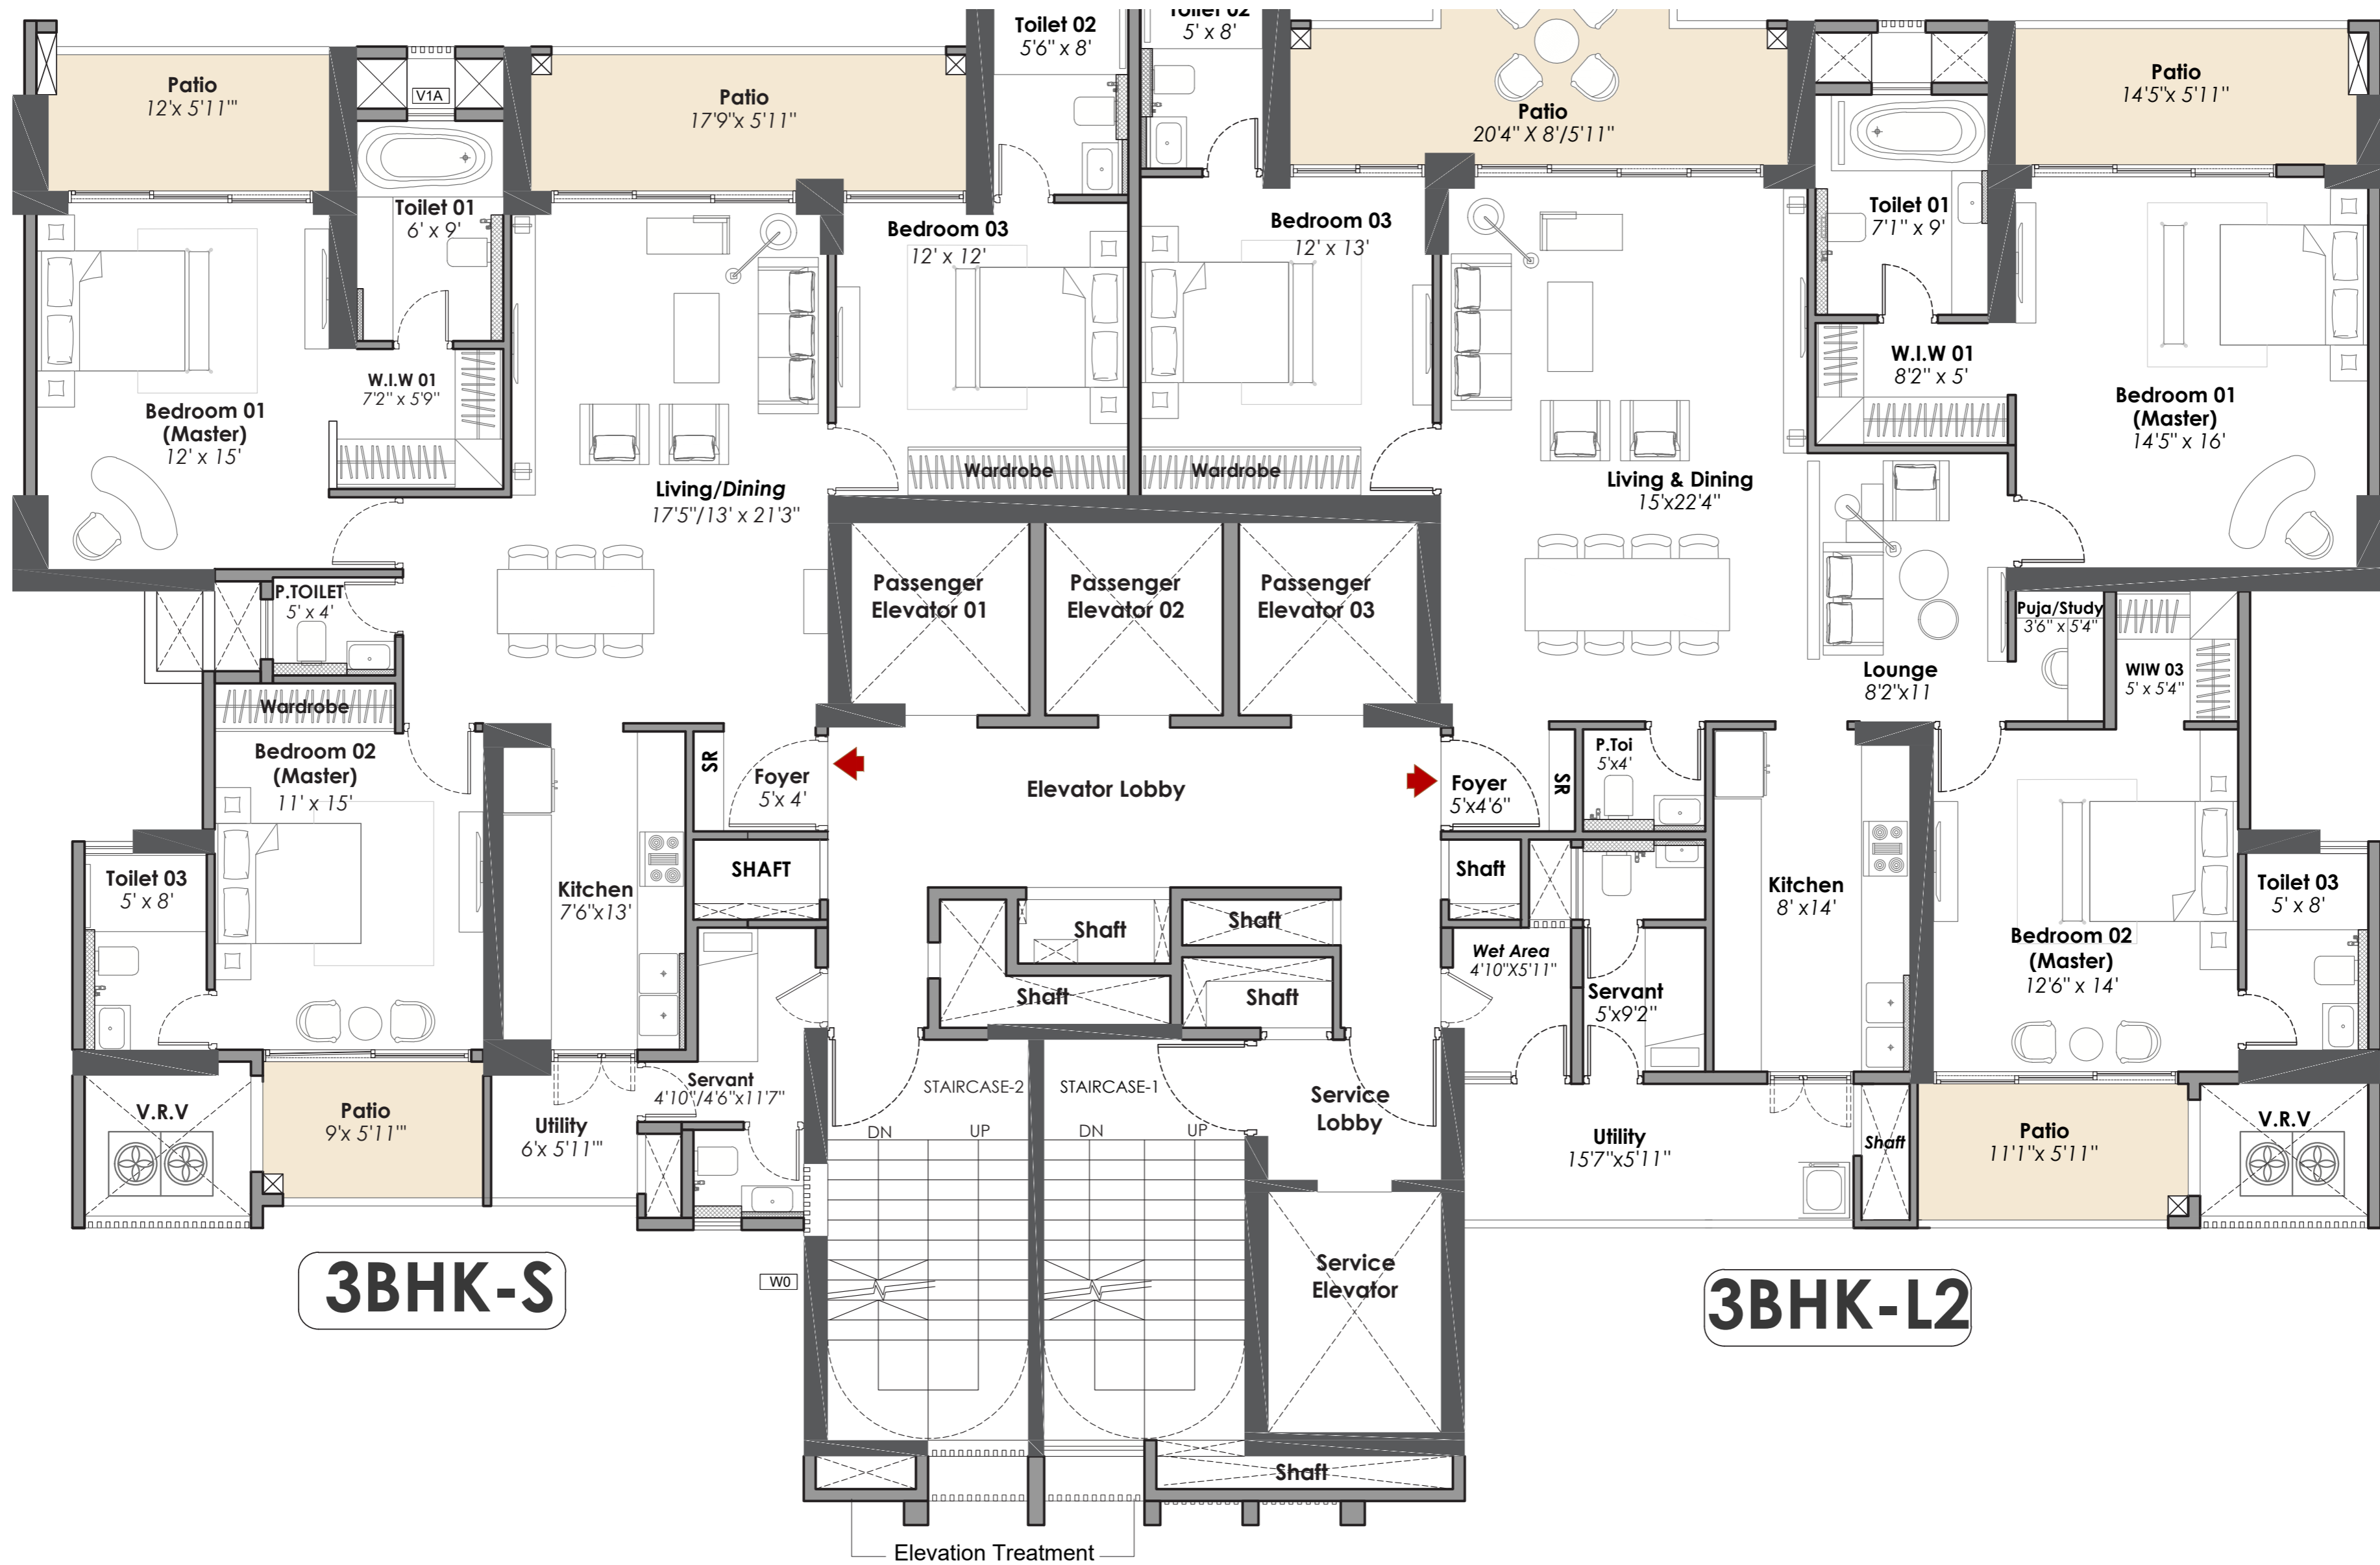 Toilet 02
5'6" x 8'
Toilet 02
5' x 8'
Patio
12'x 5'11'"
V1A
Patio
17'9"x 5'11"
Patio
20'4" X 8'/5'11"
Patio
14'5"x 5'11"
Toilet 01
6' x 9'
Bedroom 03
12' x 12'
Bedroom 03
12' x 13'
Toilet 01
7'1" x 9'
W.I.W 01
7'2" x 5'9"
W.I.W 01
8'2" x 5'
Bedroom 01
(Master)
12' x 15'
Bedroom 01
(Master)
14'5" x 16'
Wardrobe
Wardrobe
Living/Dining
17'5"/13' x 21'3"
Living & Dining
15'x22'4"
Passenger
Elevator 01
Passenger
Elevator 02
Passenger
Elevator 03
P.TOILET
5' x 4'
Puja/Study
3'6" x 5'4"
Lounge
8'2"x11
WIW 03
5' x 5'4"
Wardrobe
Bedroom 02
(Master)
11' x 15'
SR
Foyer
5'x 4'
Elevator Lobby
Foyer
5'x4'6"
SR
P.Toi
5'x4'
Toilet 03
5' x 8'
Kitchen
7'6"x13'
SHAFT
Shaft
Kitchen
8' x14'
Toilet 03
5' x 8'
Shaft
Shaft
Shaft
Shaft
Wet Area
4'10"X5'11"
Servant
5'x9'2"
Bedroom 02
(Master)
12'6" x 14'
Servant
4'10"/4'6"x11'7"
STAIRCASE-2
STAIRCASE-1
Service
Lobby
V.R.V
Patio
9'x 5'11'"
Utility
6'x 5'11'"
DN
UP
DN
UP
Utility
15'7"x5'11"
Shaft
Patio
11'1"x 5'11"
V.R.V
3BHK-S
W0
Service
Elevator
3BHK-L2
Shaft
Elevation Treatment